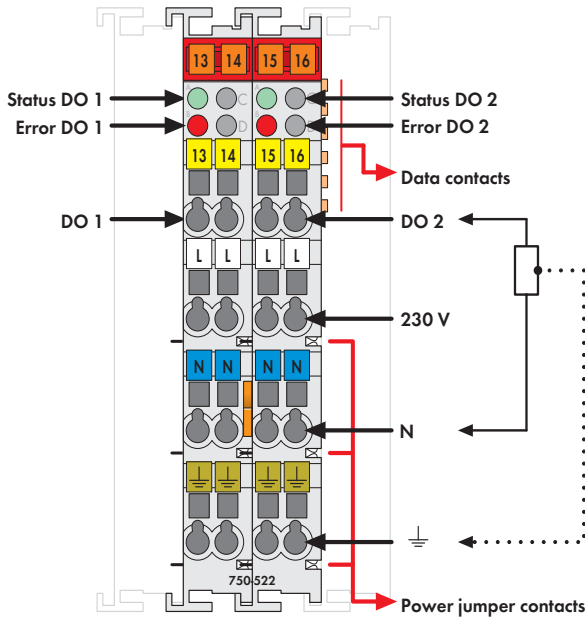 13 14 15 16
Status DO 1 A C A Status DO 2
Error DO 1 B D B Error DO 2
13 14 15 16
Data contacts
DO 1 DO 2
L L L L
230 V
N N N N
N
750-522
Power jumper contacts